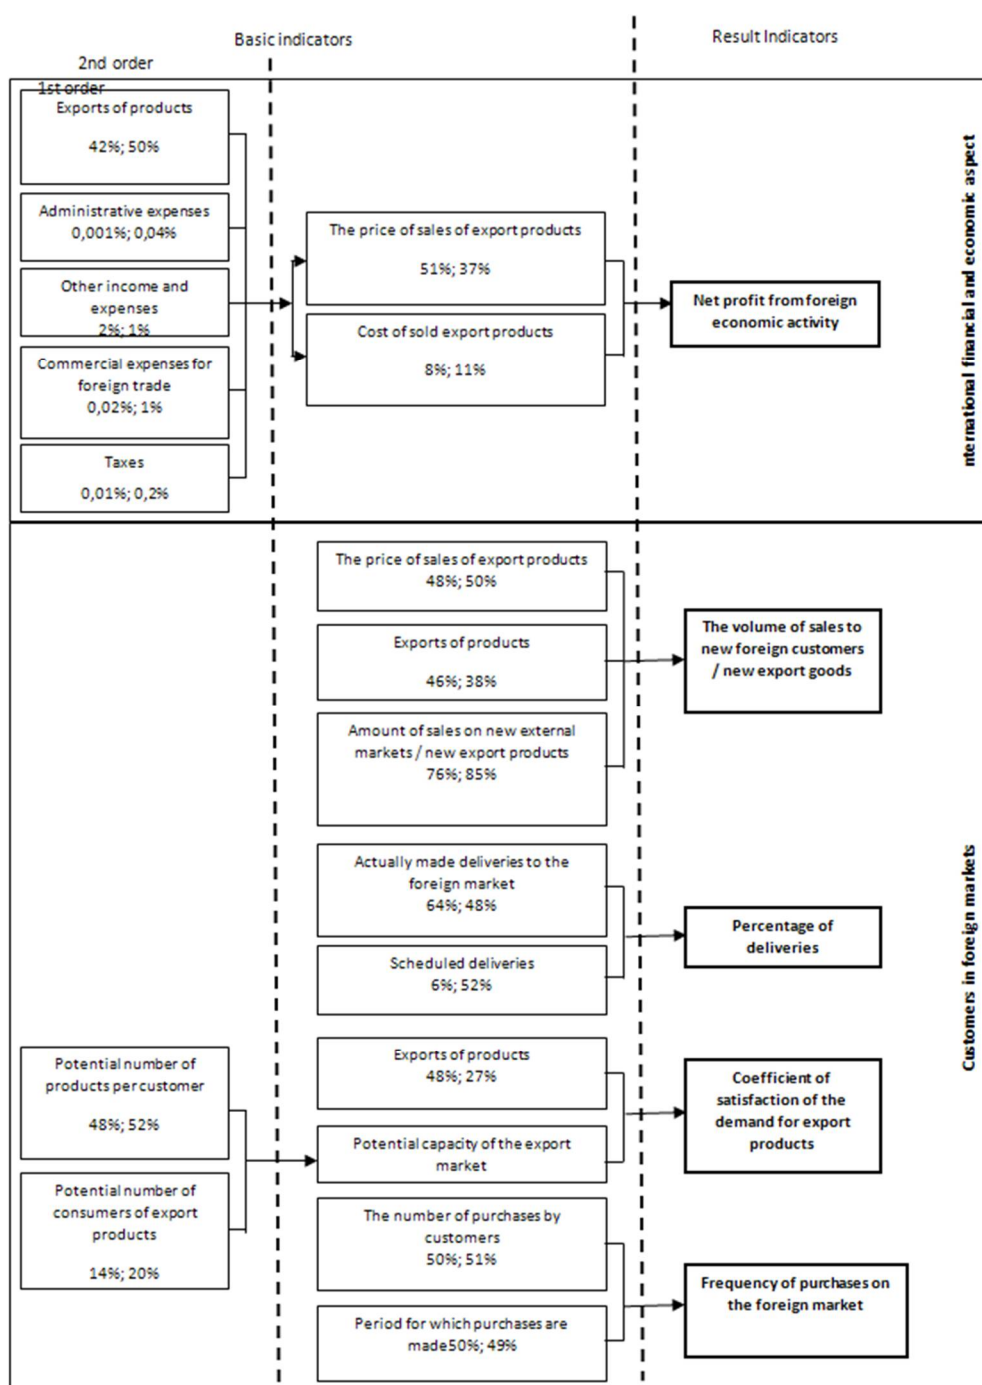 Basic indicators
Result Indicators
2nd order
1st order
Exports of products
42%; 50%
Administrative expenses
0,001%; 0,04%
Other income and
expenses
2%; 1%
Commercial expenses for
foreign trade
0,02%; 1%
Taxes
0,01%; 0,2%
The price of sales of export products
51%; 37%
Cost of sold export products
8%; 11%
Net profit from foreign
economic activity
nternational financial and economic aspect
The price of sales of export products
48%; 50%
Exports of products
46%; 38%
Amount of sales on new external
markets / new export products
76%; 85%
The volume of sales to
new foreign customers
/ new export goods
Actually made deliveries to the
foreign market
64%; 48%
Scheduled deliveries
6%; 52%
Percentage of
deliveries
Potential number of
products per customer
48%; 52%
Potential number of
consumers of export
products
14%; 20%
Exports of products
48%; 27%
Potential capacity of the export
market
Coefficient of
satisfaction of the
demand for export
products
The number of purchases by
customers
50%; 51%
Period for which purchases are
made50%; 49%
Frequency of purchases on
the foreign market
Customers in foreign markets